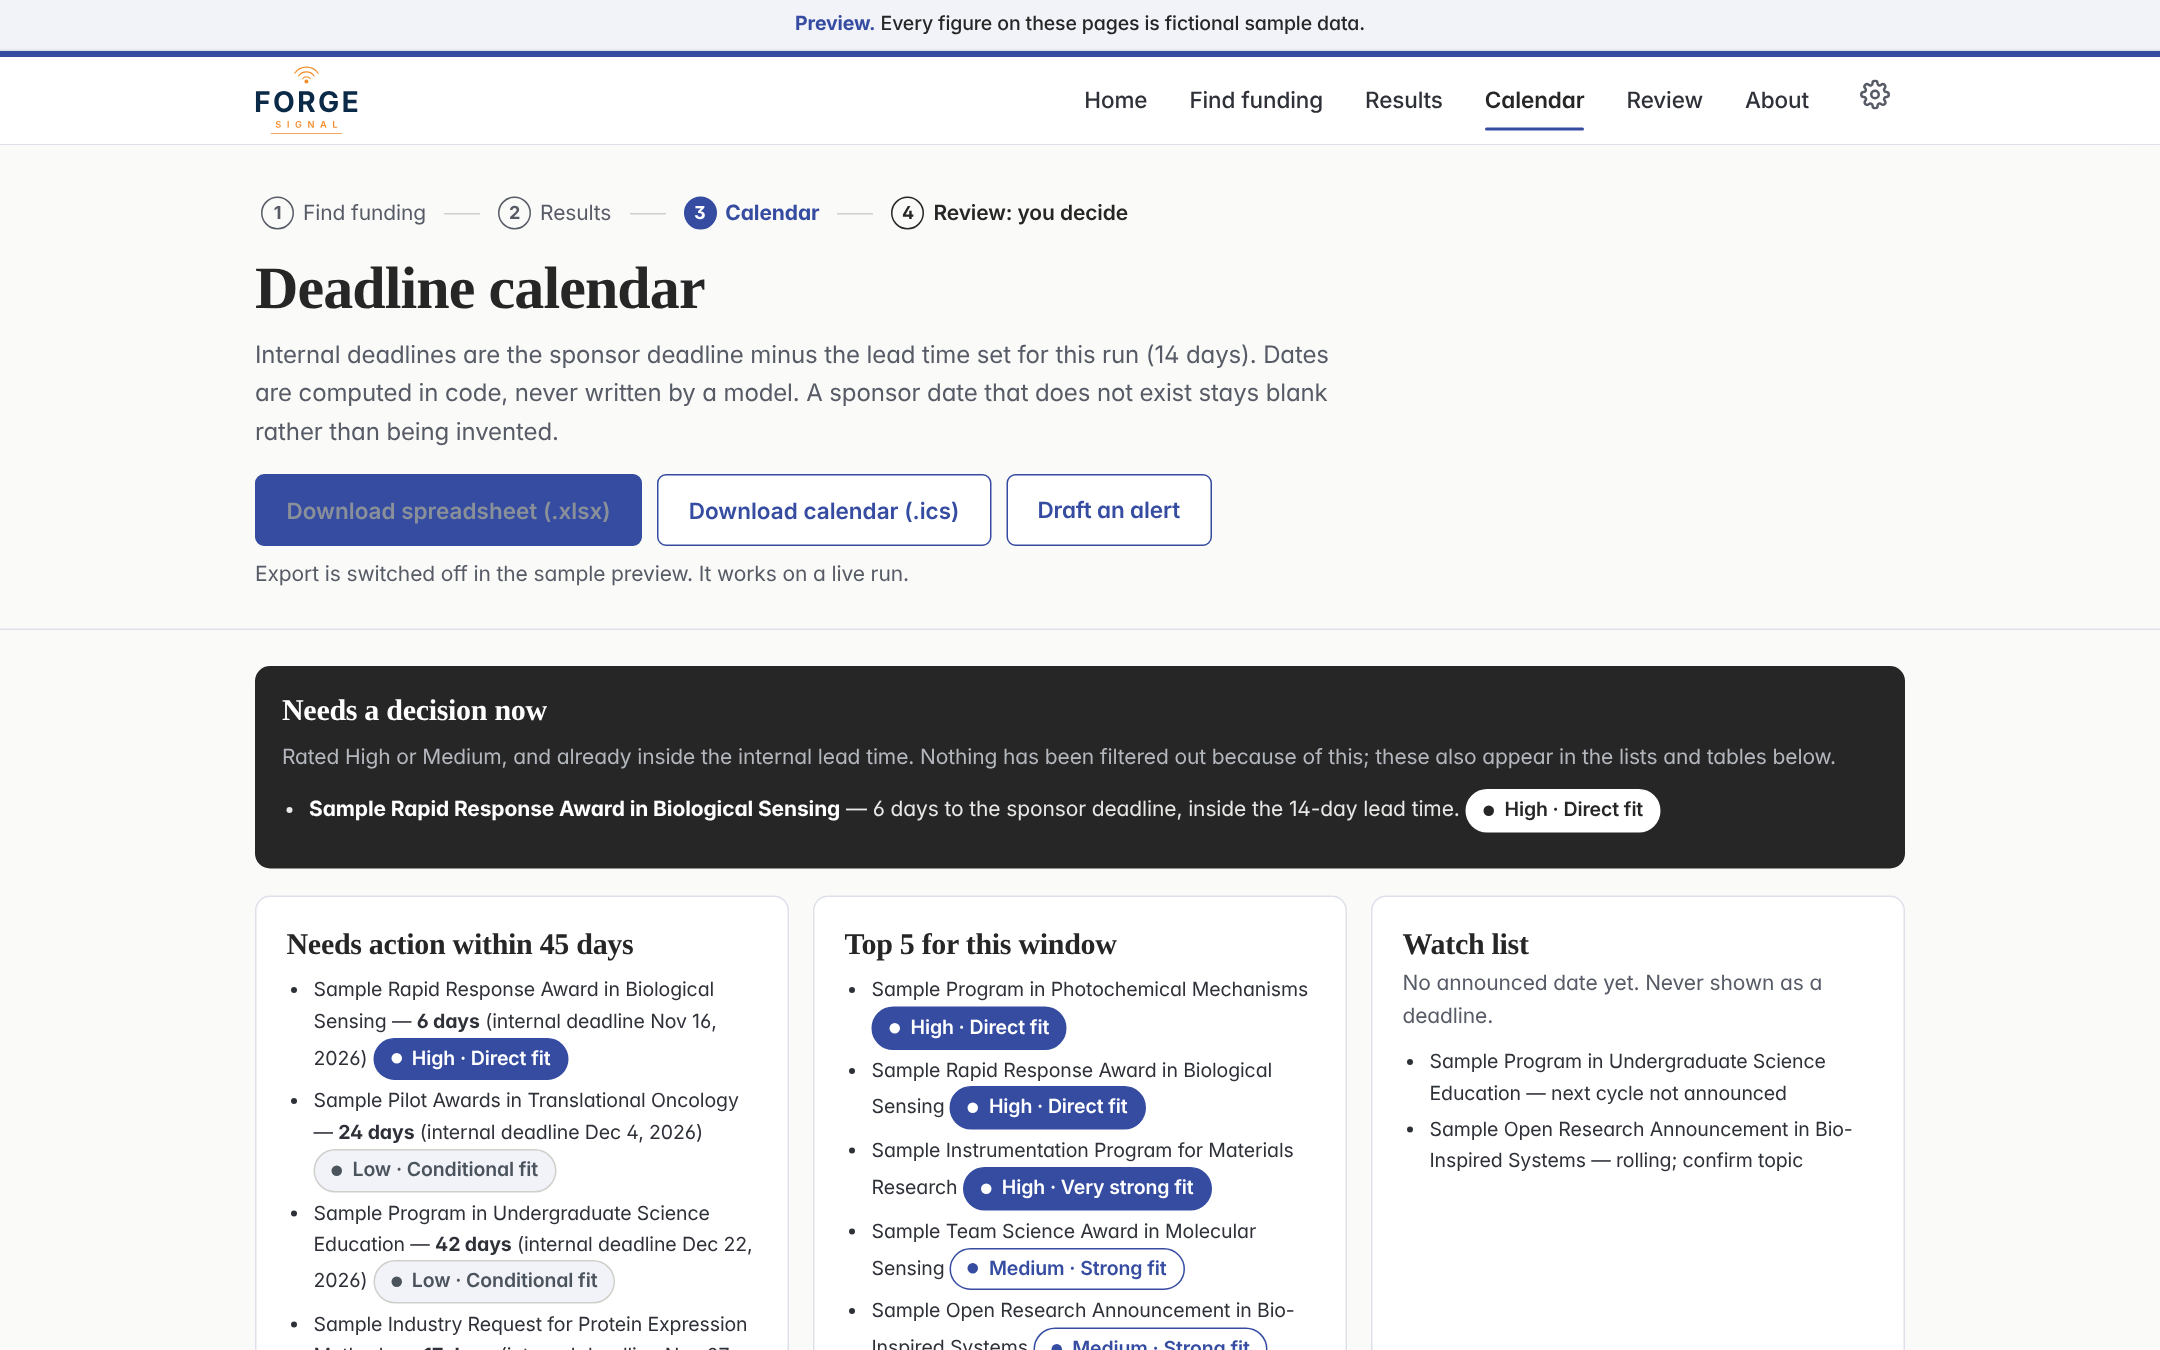 Preview. Every figure on these pages is fictional sample data.
FORGE
SIGNAL
Home
Find funding
Results
Calendar
Review
About
1 Find funding
2 Results
3 Calendar
4 Review: you decide
Deadline calendar
Internal deadlines are the sponsor deadline minus the lead time set for this run (14 days). Dates
are computed in code, never written by a model. A sponsor date that does not exist stays blank
rather than being invented.
Download spreadsheet (.xlsx)
Download calendar (.ics)
Draft an alert
Export is switched off in the sample preview. It works on a live run.
Needs a decision now
Rated High or Medium, and already inside the internal lead time. Nothing has been filtered out because of this; these also appear in the lists and tables below.
• Sample Rapid Response Award in Biological Sensing — 6 days to the sponsor deadline, inside the 14-day lead time. High · Direct fit
Needs action within 45 days
• Sample Rapid Response Award in Biological
Sensing — 6 days (internal deadline Nov 16,
2026) High · Direct fit
• Sample Pilot Awards in Translational Oncology
— 24 days (internal deadline Dec 4, 2026)
Low · Conditional fit
• Sample Program in Undergraduate Science
Education — 42 days (internal deadline Dec 22,
2026) Low · Conditional fit
• Sample Industry Request for Protein Expression
Top 5 for this window
• Sample Program in Photochemical Mechanisms
High · Direct fit
• Sample Rapid Response Award in Biological
Sensing High · Direct fit
• Sample Instrumentation Program for Materials
Research High · Very strong fit
• Sample Team Science Award in Molecular
Sensing Medium · Strong fit
• Sample Open Research Announcement in Bio-
Inspired Systems Medium · Strong fit
Watch list
No announced date yet. Never shown as a
deadline.
• Sample Program in Undergraduate Science
Education — next cycle not announced
• Sample Open Research Announcement in Bio-
Inspired Systems — rolling; confirm topic